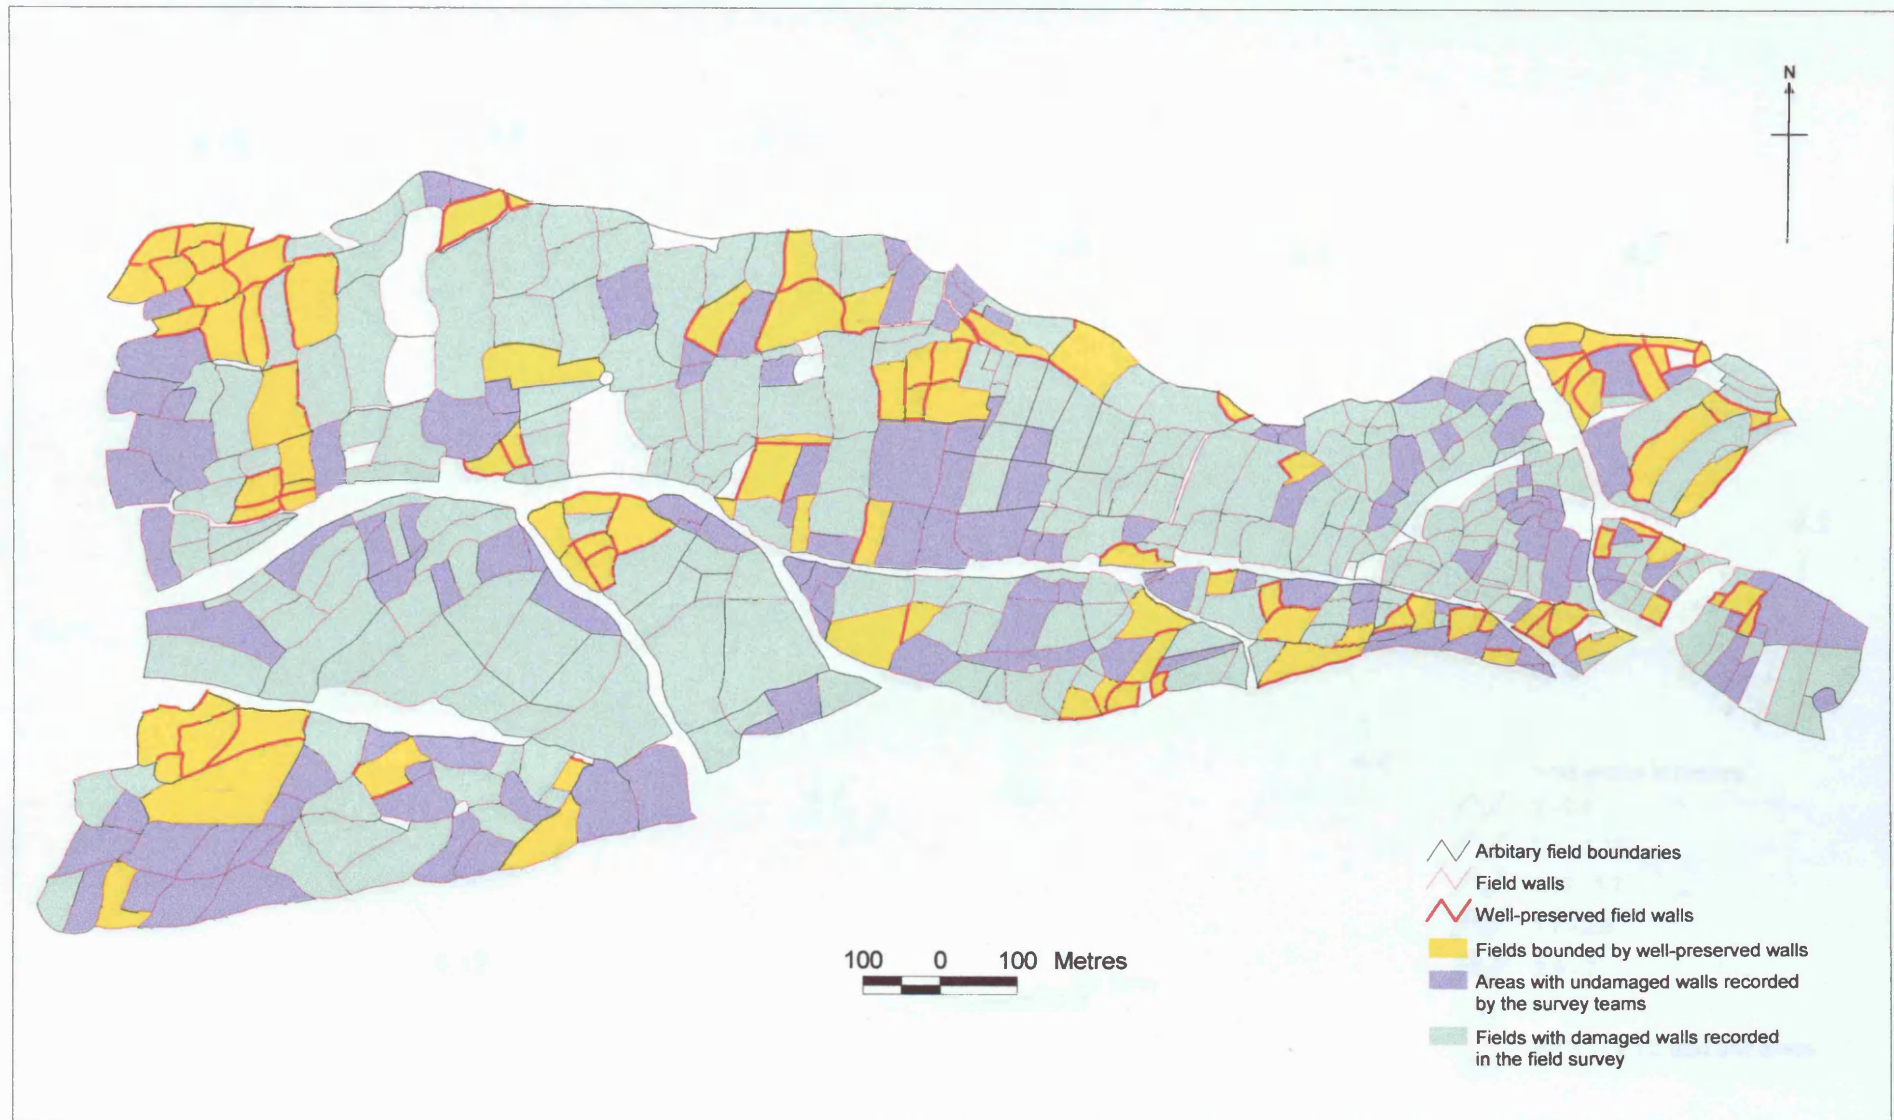 N
Arbitary field boundaries
Field walls
Well-preserved field walls
Fields bounded by well-preserved walls
Areas with undamaged walls recorded
by the survey teams
Fields with damaged walls recorded
in the field survey
100 0 100 Metres